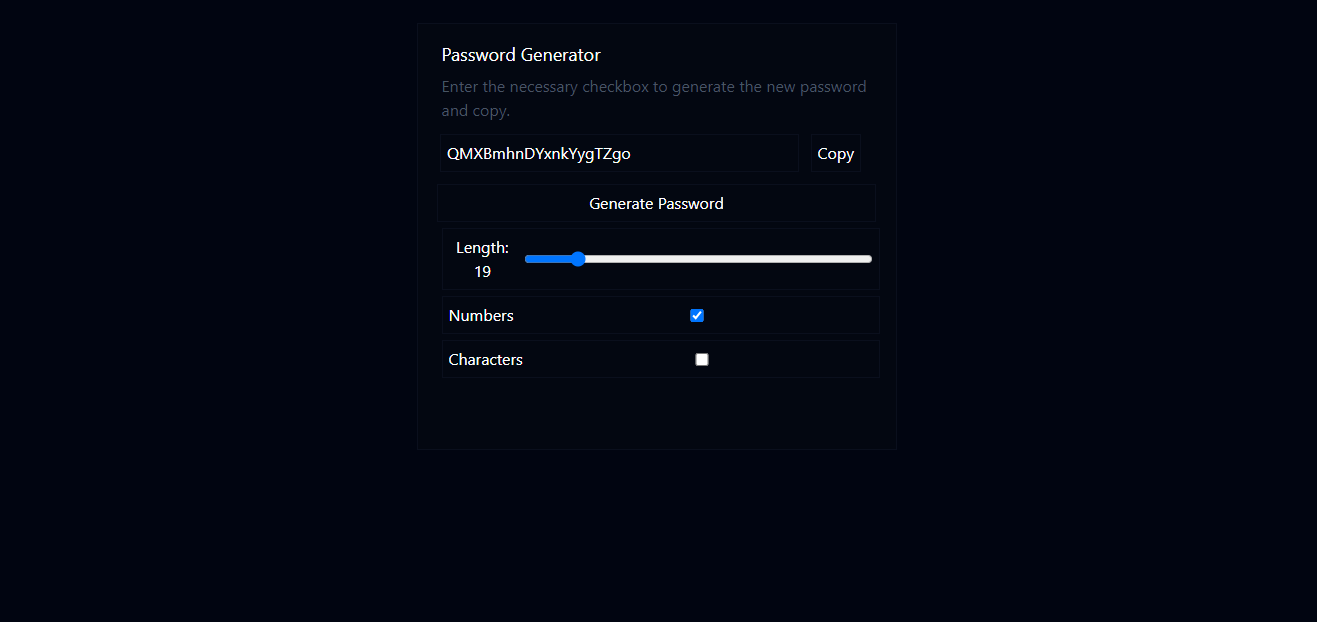 Password Generator
Enter the necessary checkbox to generate the new password
and copy.
QMXBmhnDYxnkYygTZgo
Copy
Generate Password
Length:
19
Numbers
Characters